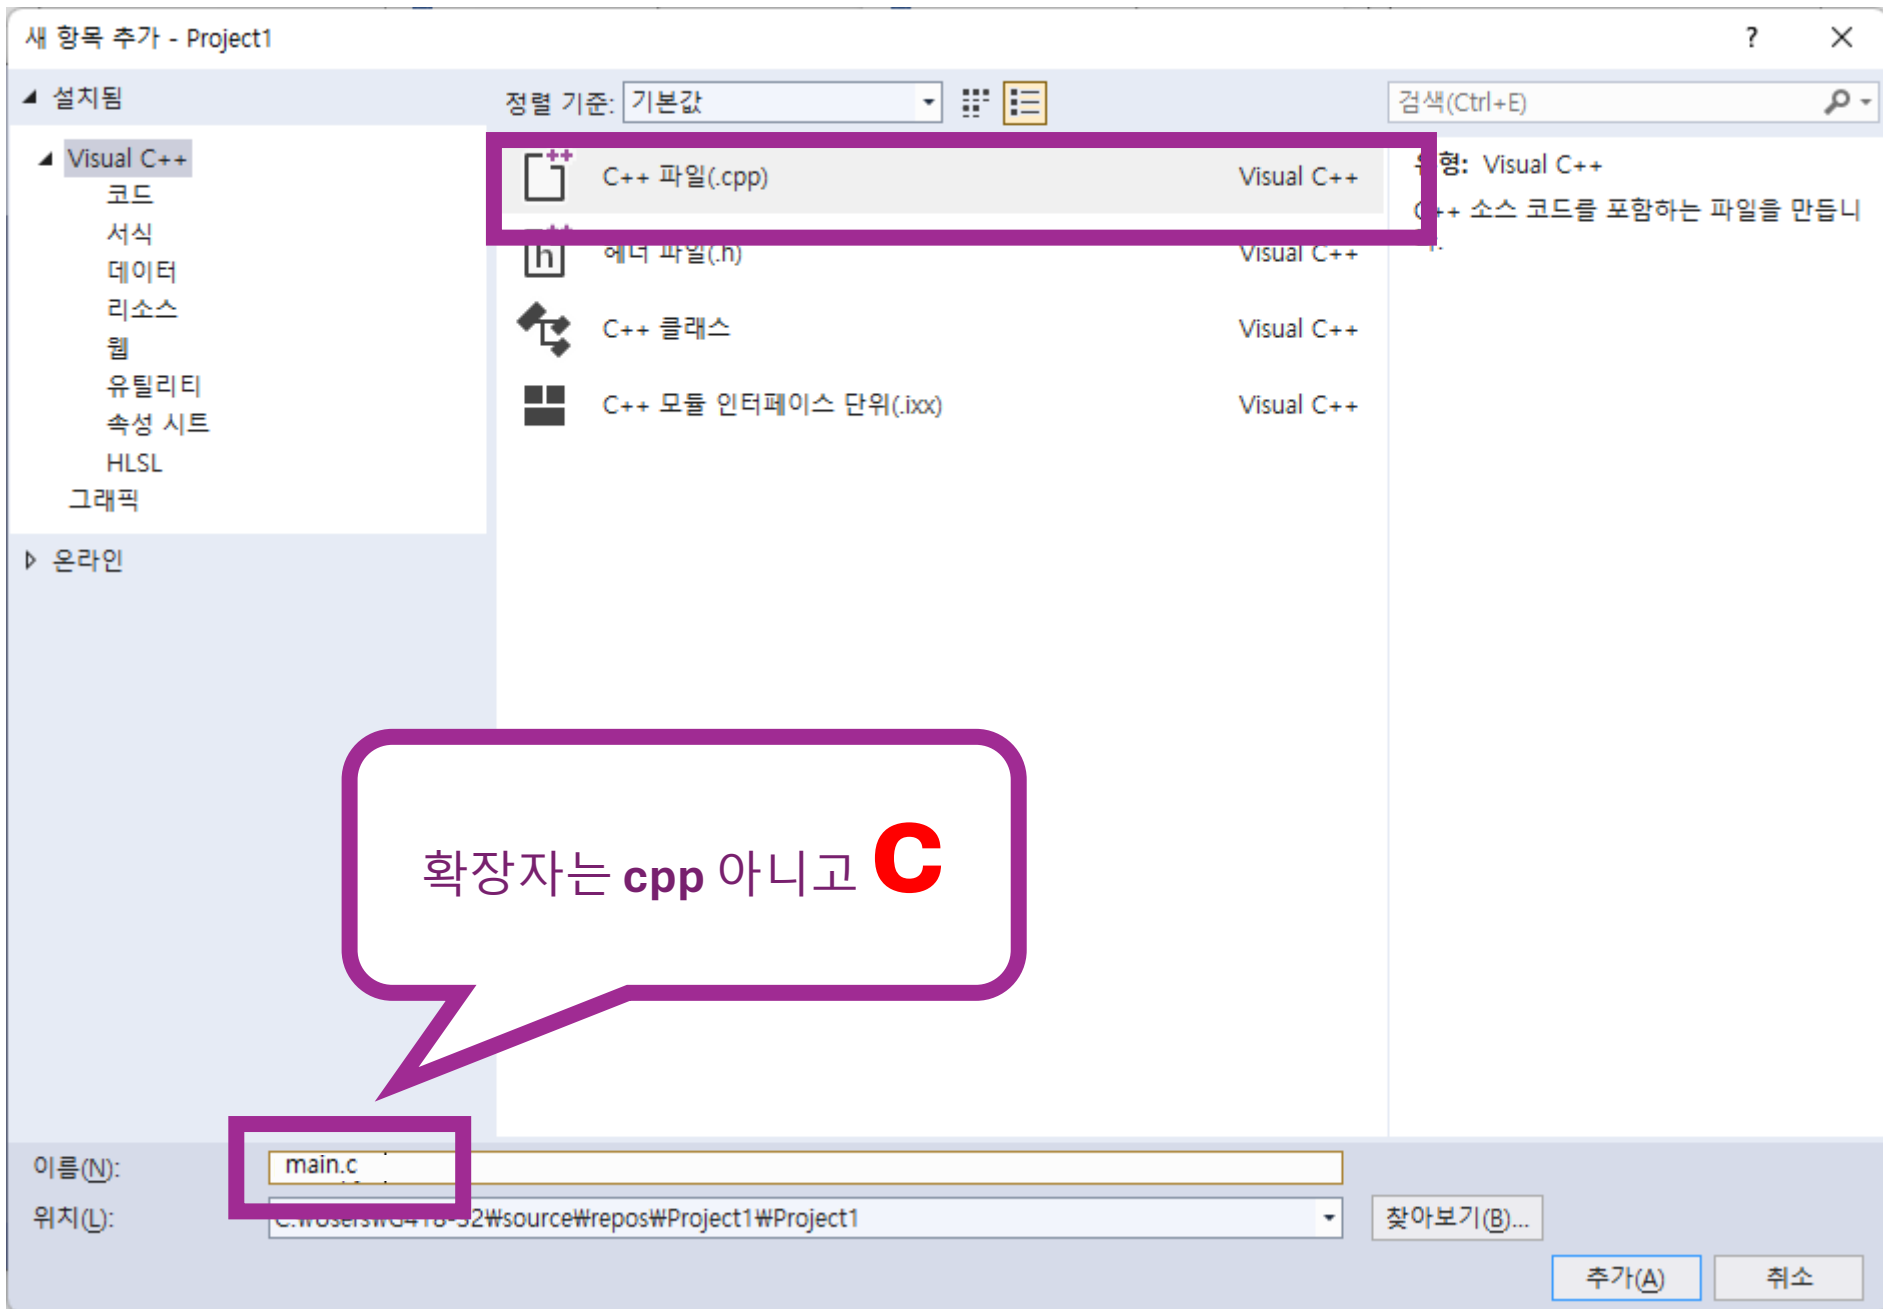 새 항목 추가 - Project1
?
설치됨
정렬 기준: 기본값
검색(Ctrl+E)
Visual C++
코드
서식
데이터
리소스
웹
유틸리티
속성 시트
HLSL
그래픽
온라인
C++ 파일(.cpp) Visual C++
파일(.h) Visual C++
C++ 클래스 Visual C++
C++ 모듈 인터페이스 단위(.ixx) Visual C++
형: Visual C++
C++ 소스 코드를 포함하는 파일을 만듭니
확장자는 cpp 아니고 C
이름(N): main.c
위치(L): 2₩source₩repos₩Project1₩Project1
찾아보기(B)...
추가(A) 취소